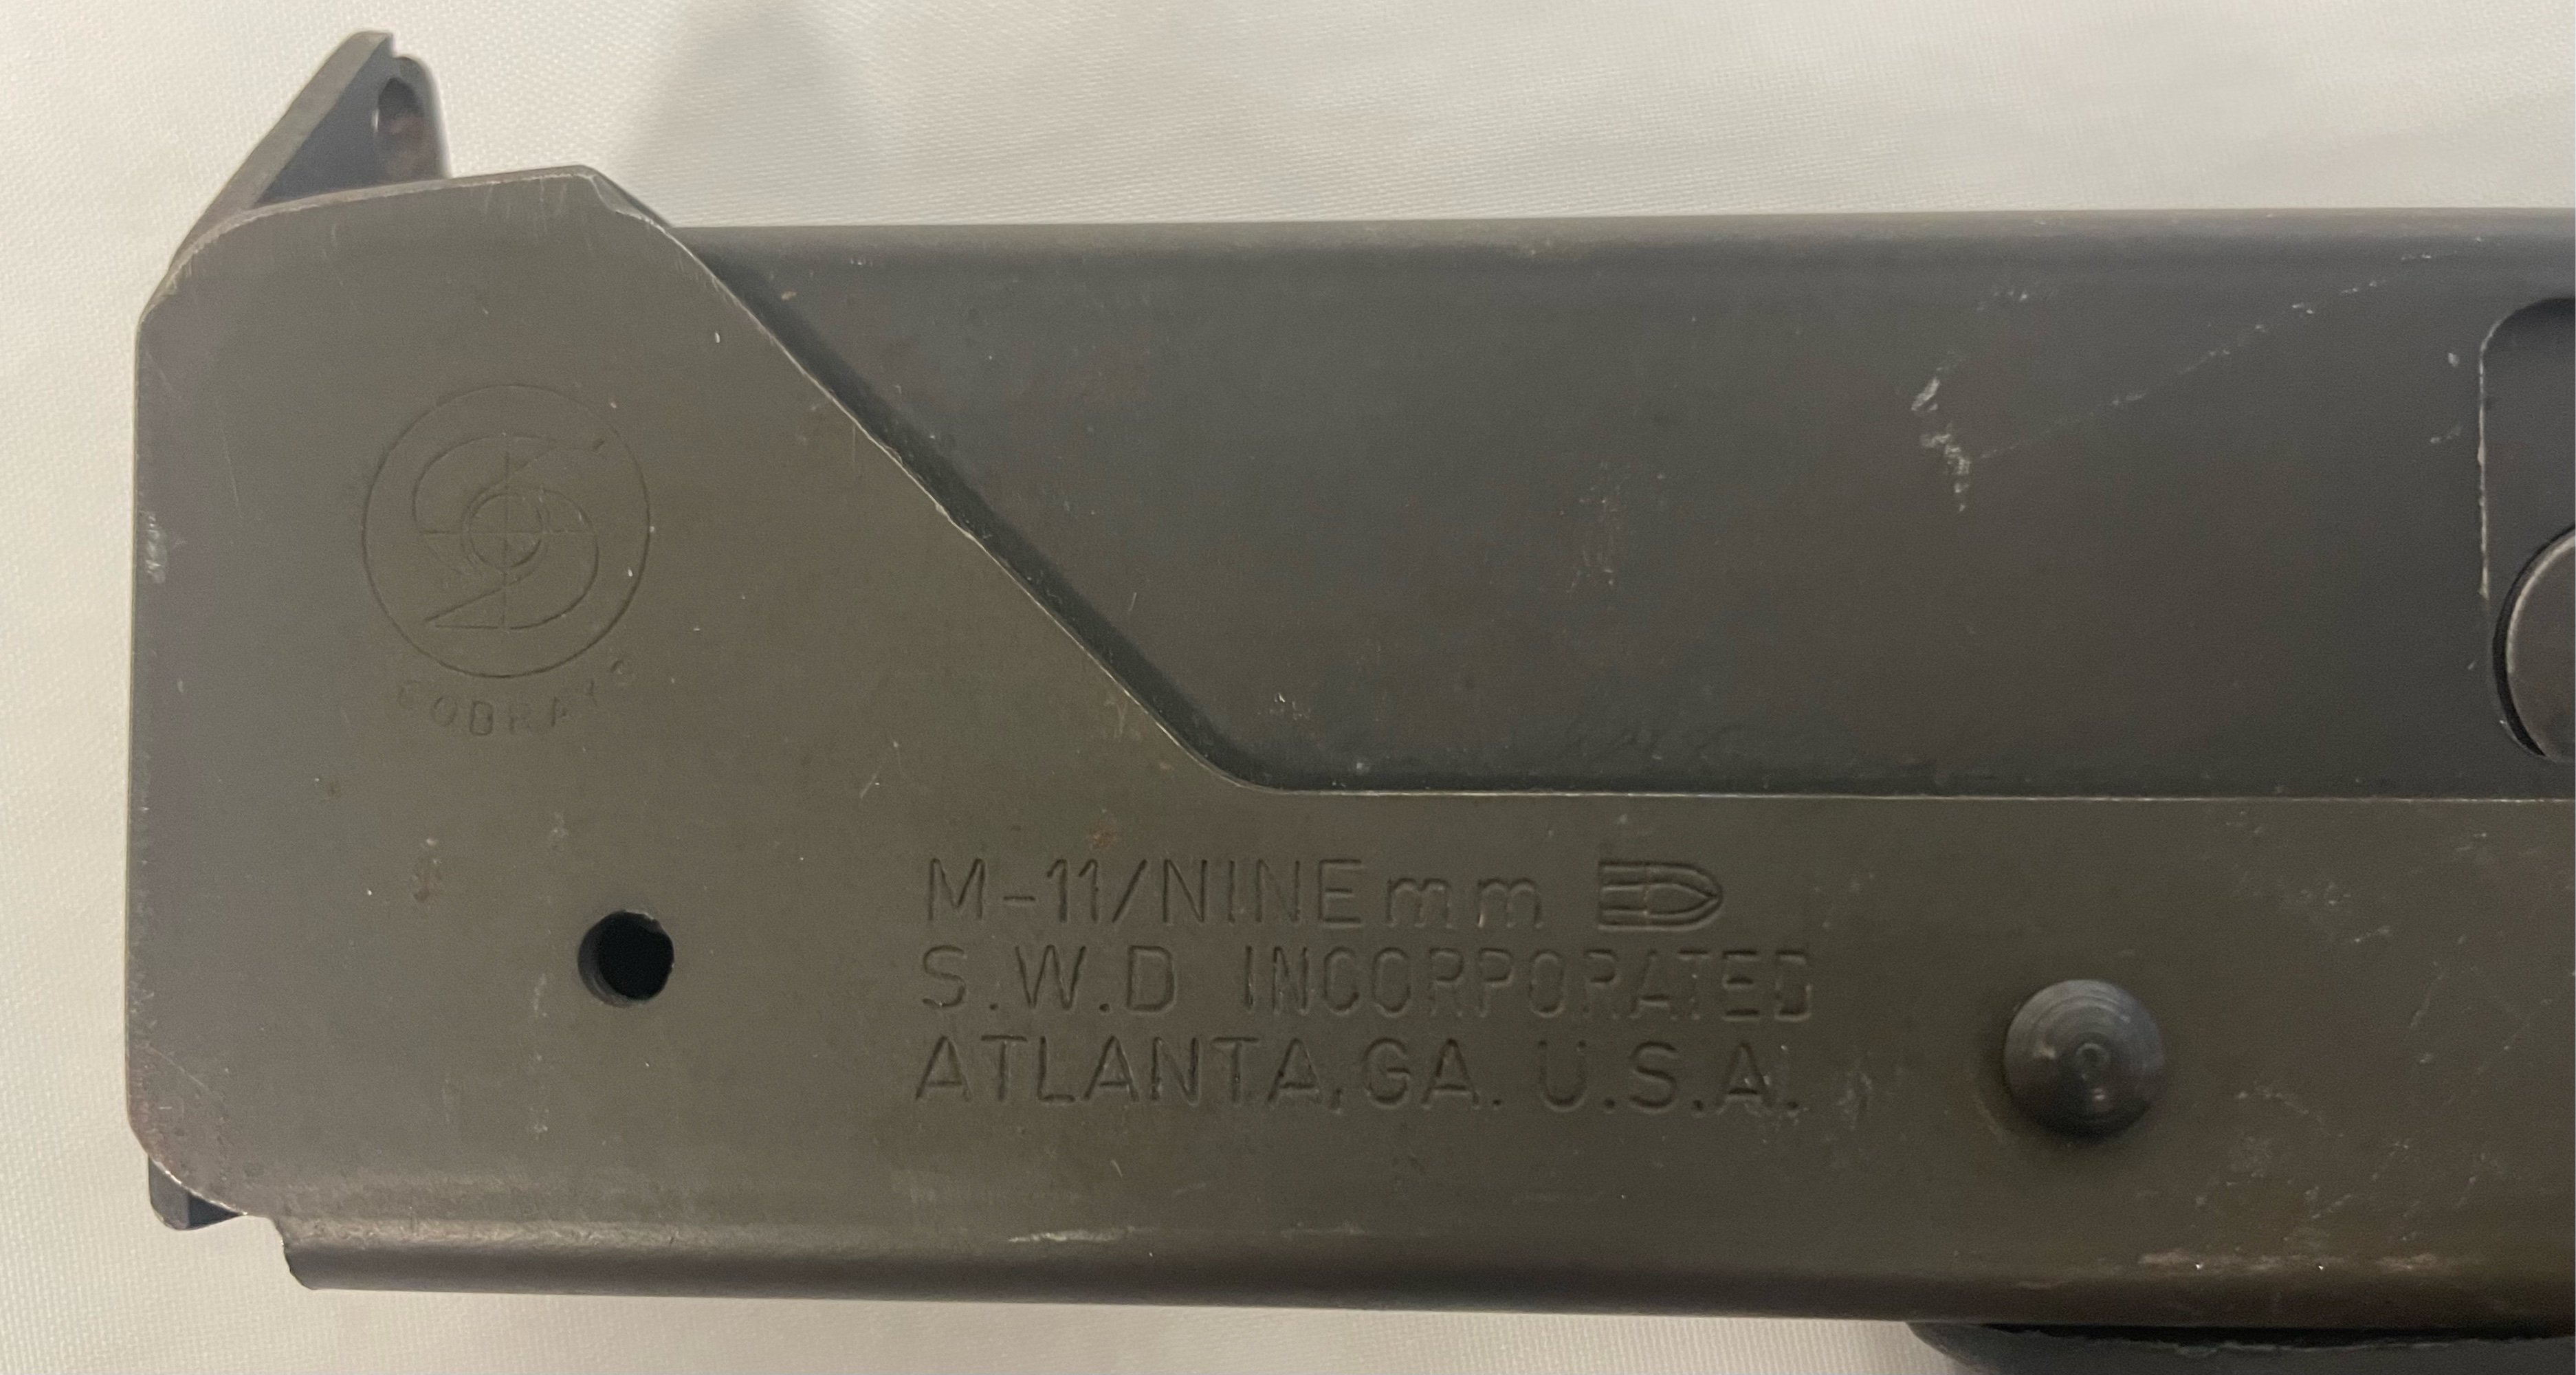 COBRAY©
M-11/NINEmm
S.W.D INCORPORATED
ATLANTA,GA. U.S.A.